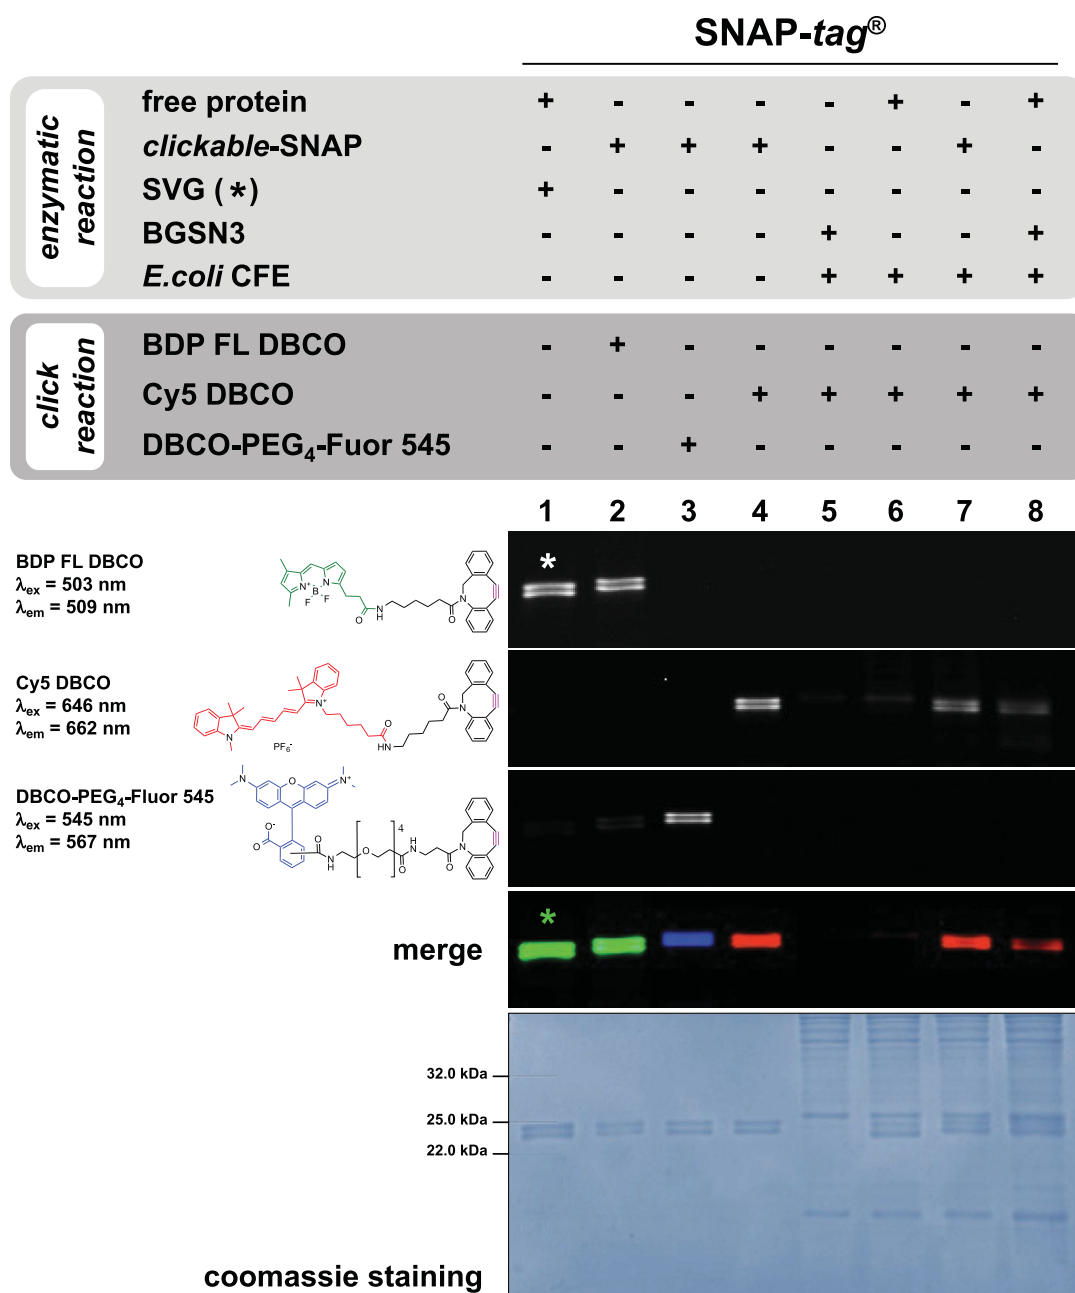 SNAP-tag®
enzymatic reaction
free protein + - - - - + - +
clickable-SNAP - + + + - - + -
SVG (*) + - - - - - - -
BGSN3 - - - - + - - +
E.coli CFE - - - - + + + +
click reaction
BDP FL DBCO - + - - - - - -
Cy5 DBCO - - - + + + + +
DBCO-PEG4-Fuor 545 - - + - - - - -
1 2 3 4 5 6 7 8
BDP FL DBCO
λex = 503 nm
λem = 509 nm
N+ B- N F F O N H O N
*
Cy5 DBCO
λex = 646 nm
λem = 662 nm
N N+ PF6- O NH O N
DBCO-PEG4-Fluor 545
λex = 545 nm
λem = 567 nm
N O N+ O- O O N H O 4 O H N O N
merge
*
32.0 kDa
25.0 kDa
22.0 kDa
coomassie staining